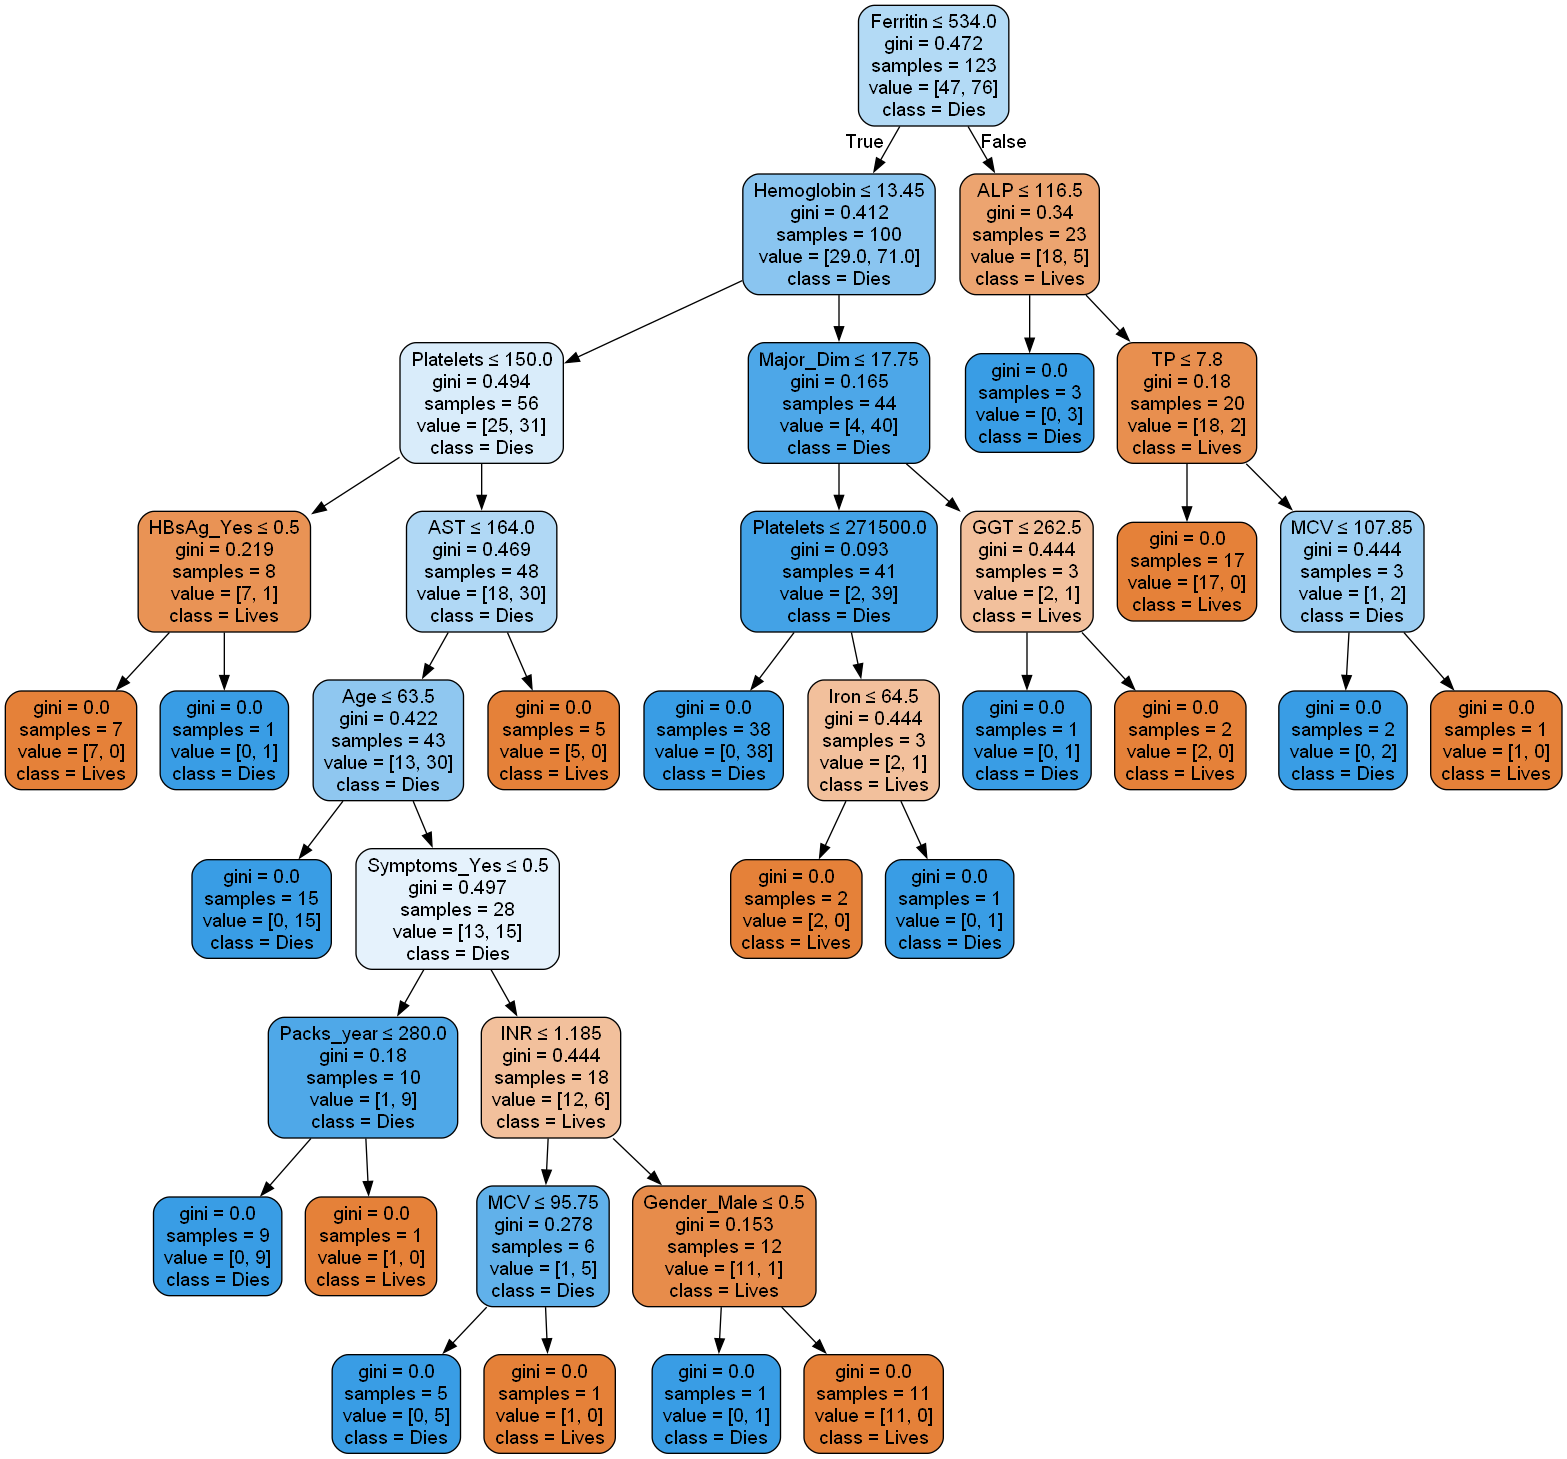 Ferritin ≤ 534.0
gini = 0.472
samples = 123
value = [47, 76]
class = Dies
True
False
Hemoglobin ≤ 13.45
gini = 0.412
samples = 100
value = [29.0, 71.0]
class = Dies
ALP ≤ 116.5
gini = 0.34
samples = 23
value = [18, 5]
class = Lives
Platelets ≤ 150.0
gini = 0.494
samples = 56
value = [25, 31]
class = Dies
Major_Dim ≤ 17.75
gini = 0.165
samples = 44
value = [4, 40]
class = Dies
gini = 0.0
samples = 3
value = [0, 3]
class = Dies
TP ≤ 7.8
gini = 0.18
samples = 20
value = [18, 2]
class = Lives
HBsAg_Yes ≤ 0.5
gini = 0.219
samples = 8
value = [7, 1]
class = Lives
AST ≤ 164.0
gini = 0.469
samples = 48
value = [18, 30]
class = Dies
Platelets ≤ 271500.0
gini = 0.093
samples = 41
value = [2, 39]
class = Dies
GGT ≤ 262.5
gini = 0.444
samples = 3
value = [2, 1]
class = Lives
gini = 0.0
samples = 17
value = [17, 0]
class = Lives
MCV ≤ 107.85
gini = 0.444
samples = 3
value = [1, 2]
class = Dies
gini = 0.0
samples = 7
value = [7, 0]
class = Lives
gini = 0.0
samples = 1
value = [0, 1]
class = Dies
Age ≤ 63.5
gini = 0.422
samples = 43
value = [13, 30]
class = Dies
gini = 0.0
samples = 5
value = [5, 0]
class = Lives
gini = 0.0
samples = 38
value = [0, 38]
class = Dies
Iron ≤ 64.5
gini = 0.444
samples = 3
value = [2, 1]
class = Lives
gini = 0.0
samples = 1
value = [0, 1]
class = Dies
gini = 0.0
samples = 2
value = [2, 0]
class = Lives
gini = 0.0
samples = 2
value = [0, 2]
class = Dies
gini = 0.0
samples = 1
value = [1, 0]
class = Lives
gini = 0.0
samples = 15
value = [0, 15]
class = Dies
Symptoms_Yes ≤ 0.5
gini = 0.497
samples = 28
value = [13, 15]
class = Dies
gini = 0.0
samples = 2
value = [2, 0]
class = Lives
gini = 0.0
samples = 1
value = [0, 1]
class = Dies
Packs_year ≤ 280.0
gini = 0.18
samples = 10
value = [1, 9]
class = Dies
INR ≤ 1.185
gini = 0.444
samples = 18
value = [12, 6]
class = Lives
gini = 0.0
samples = 9
value = [0, 9]
class = Dies
gini = 0.0
samples = 1
value = [1, 0]
class = Lives
MCV ≤ 95.75
gini = 0.278
samples = 6
value = [1, 5]
class = Dies
Gender_Male ≤ 0.5
gini = 0.153
samples = 12
value = [11, 1]
class = Lives
gini = 0.0
samples = 5
value = [0, 5]
class = Dies
gini = 0.0
samples = 1
value = [1, 0]
class = Lives
gini = 0.0
samples = 1
value = [0, 1]
class = Dies
gini = 0.0
samples = 11
value = [11, 0]
class = Lives